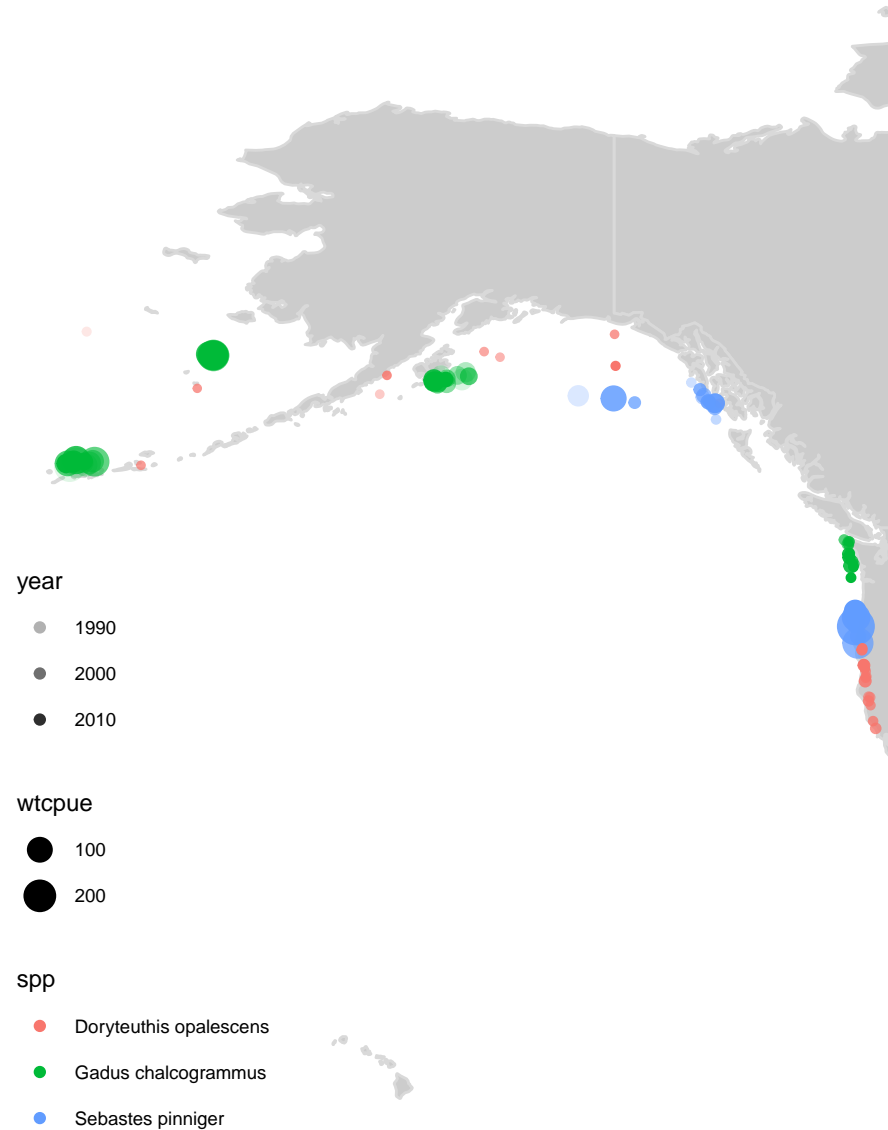 year
1990
2000
2010
wtcpue
100
200
spp
Doryteuthis opalescens
Gadus chalcogrammus
Sebastes pinniger